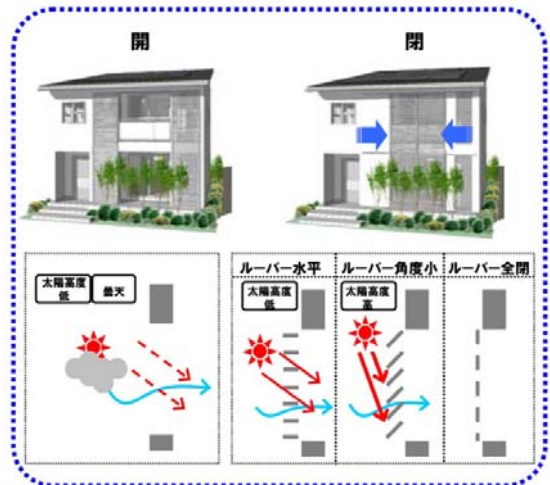 開
閉
太陽高度
低
曇天
ルーバー水平
ルーバー角度小
ルーバー全閉
太陽高度
低
太陽高度
高